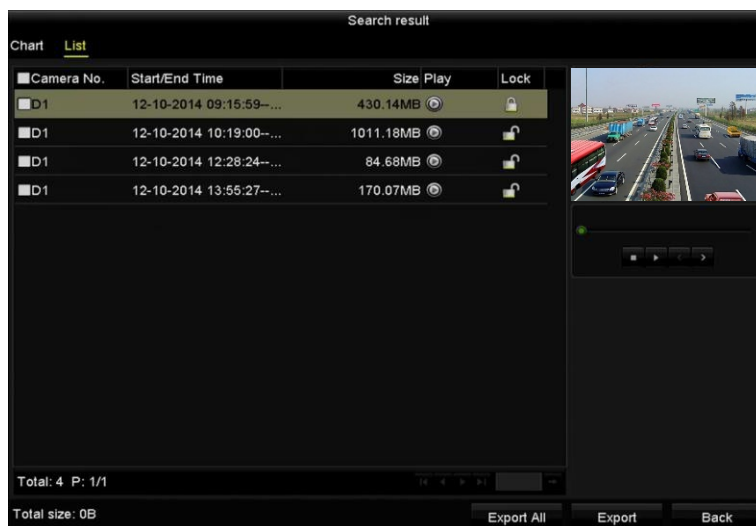 Search result
Chart List
Camera No. Start/End Time Size Play Lock
D1 12-10-2014 09:15:59--... 430.14MB
D1 12-10-2014 10:19:00--... 1011.18MB
D1 12-10-2014 12:28:24--... 84.68MB
D1 12-10-2014 13:55:27--... 170.07MB
Total: 4 P: 1/1
Total size: 0B
Export All Export Back